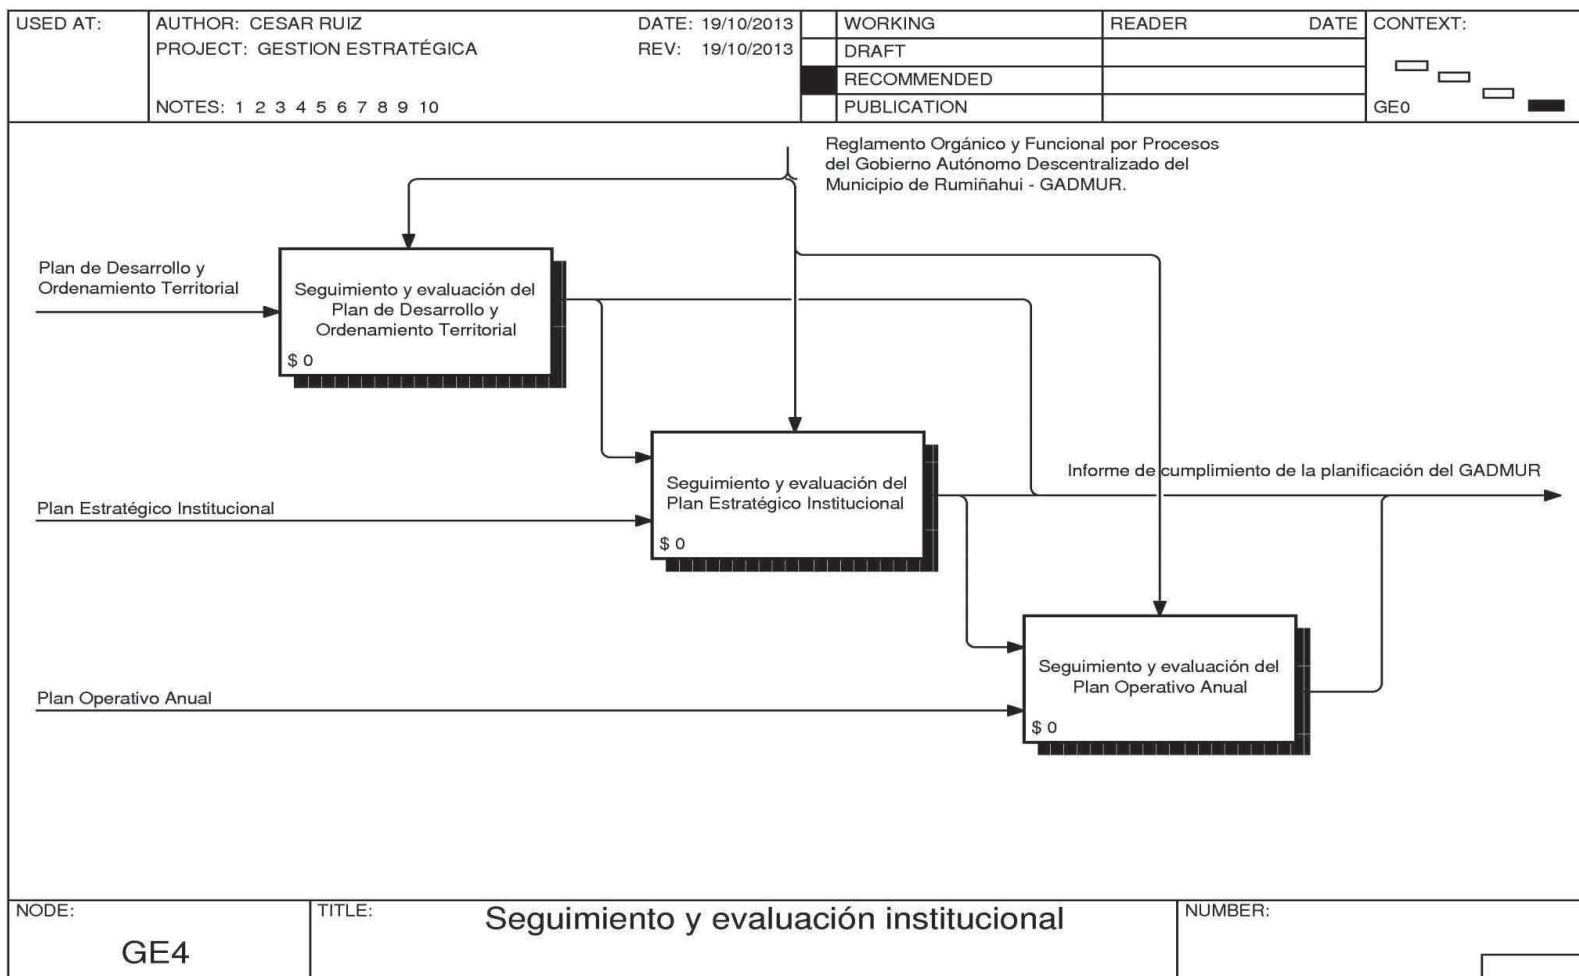 USED AT:
AUTHOR: CESAR RUIZ
DATE: 19/10/2013
PROJECT: GESTION ESTRATÉGICA
REV: 19/10/2013
NOTES: 1 2 3 4 5 6 7 8 9 10
WORKING
DRAFT
RECOMMENDED
PUBLICATION
READER
DATE
CONTEXT:
GE0
Reglamento Orgánico y Funcional por Procesos
del Gobierno Autónomo Descentralizado del
Municipio de Rumiñahui - GADMUR.
Plan de Desarrollo y
Ordenamiento Territorial
Seguimiento y evaluación del
Plan de Desarrollo y
Ordenamiento Territorial
$ 0
Plan Estratégico Institucional
Seguimiento y evaluación del
Plan Estratégico Institucional
$ 0
Informe de cumplimiento de la planificación del GADMUR
Plan Operativo Anual
Seguimiento y evaluación del
Plan Operativo Anual
$ 0
NODE:
GE4
TITLE:
Seguimiento y evaluación institucional
NUMBER: